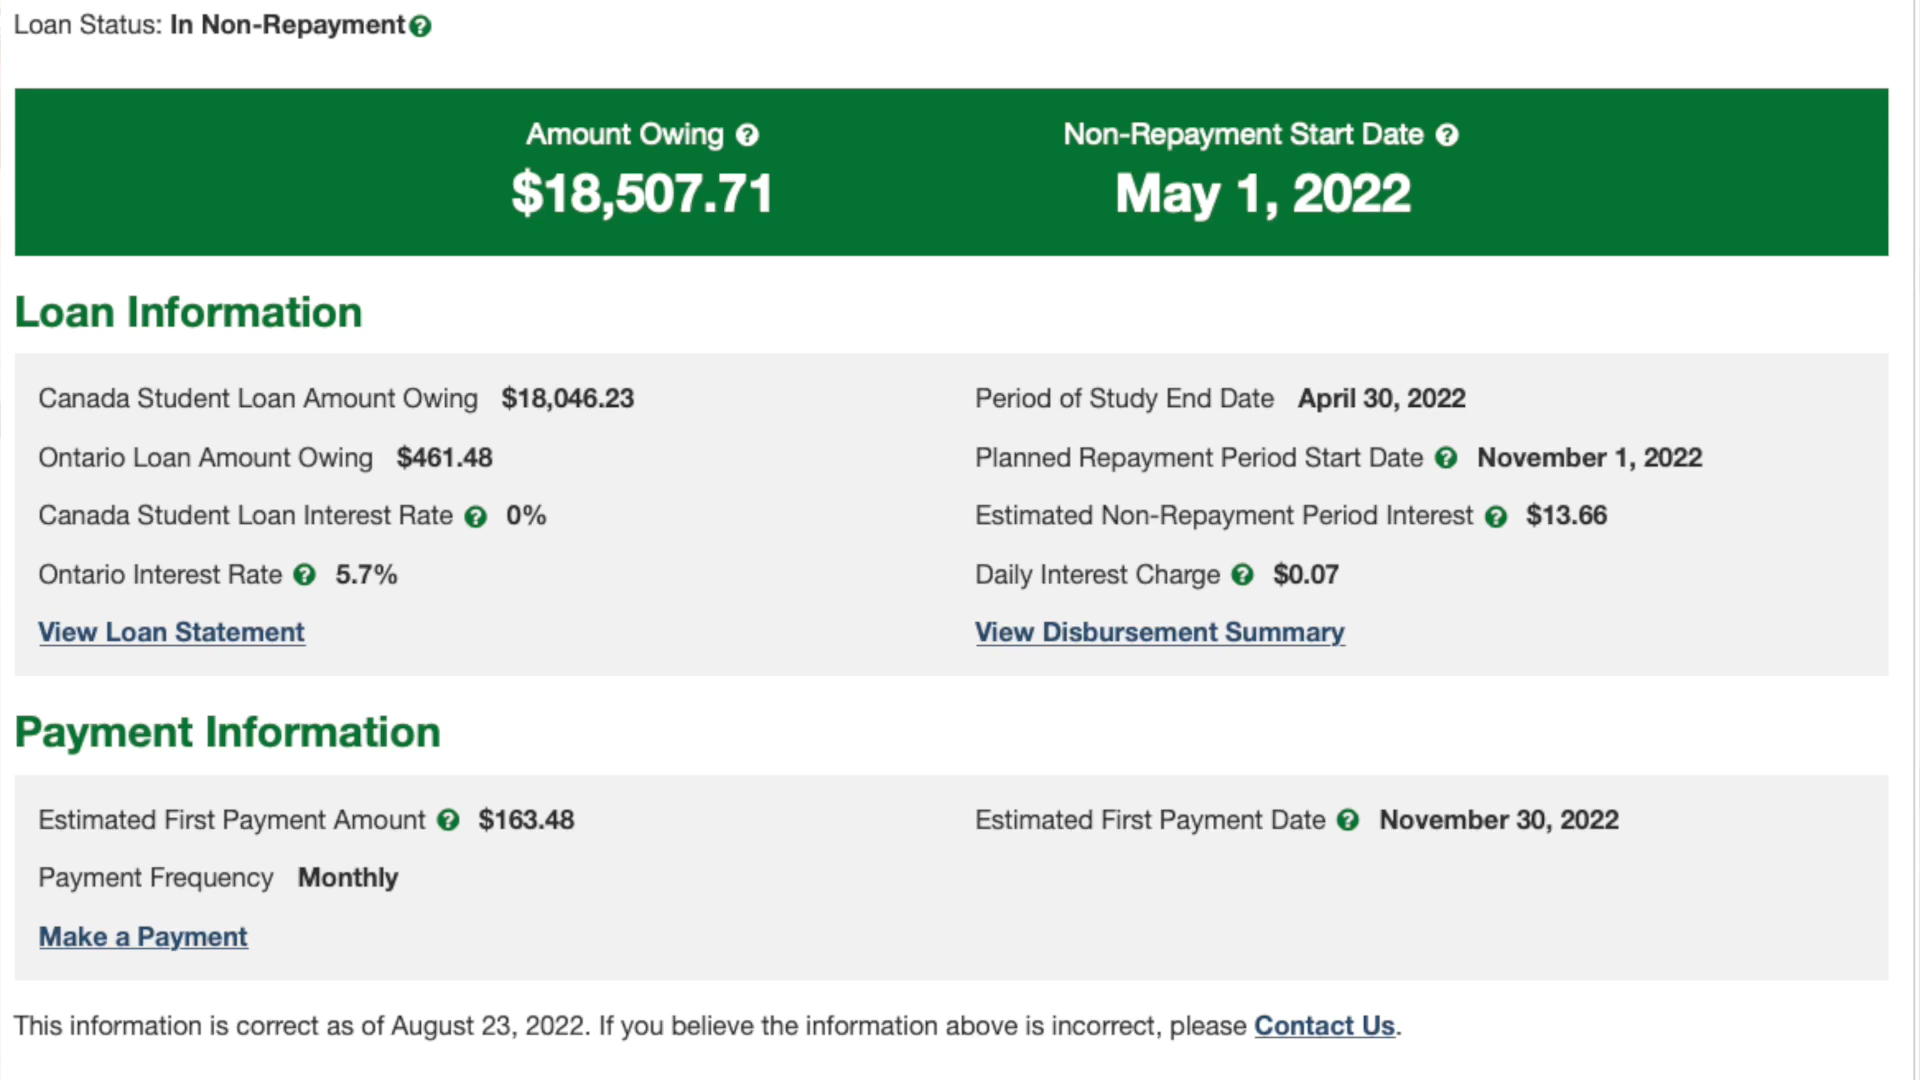 Loan Status: In Non-Repayment
Amount Owing
$18,507.71
Non-Repayment Start Date
May 1, 2022
Loan Information
Canada Student Loan Amount Owing $18,046.23
Ontario Loan Amount Owing $461.48
Canada Student Loan Interest Rate 0%
Ontario Interest Rate 5.7%
View Loan Statement
Period of Study End Date April 30, 2022
Planned Repayment Period Start Date November 1, 2022
Estimated Non-Repayment Period Interest $13.66
Daily Interest Charge $0.07
View Disbursement Summary
Payment Information
Estimated First Payment Amount $163.48
Payment Frequency Monthly
Make a Payment
Estimated First Payment Date November 30, 2022
This information is correct as of August 23, 2022. If you believe the information above is incorrect, please Contact Us.